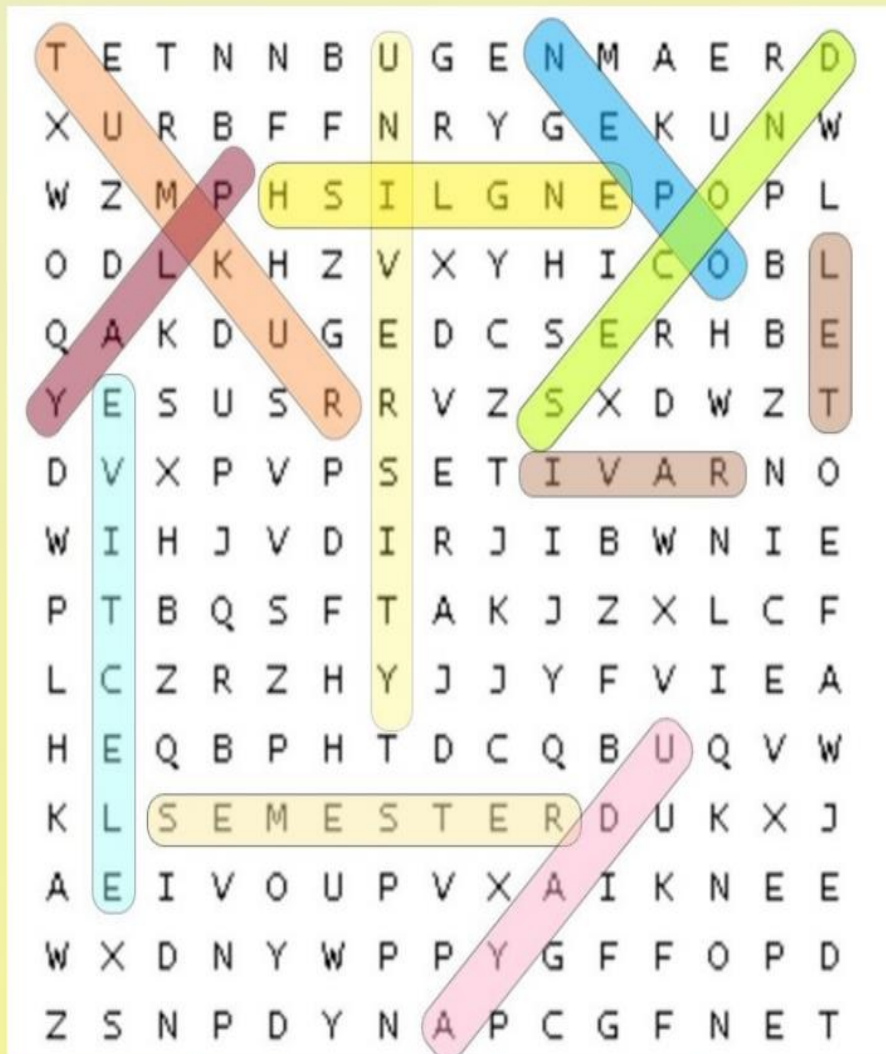 T E T N N B U G E N M A E R D
X U R B F F N R Y G E K U N W
W Z M P H S I L G N E P O P L
O D L K H Z V X Y H I C O B L
Q A K D U G E D C S E R H B E
Y E S U S R R V Z S X D W Z T
D V X P V P S E T I V A R N O
W I H J V D I R J I B W N I E
P T B Q S F T A K J Z X L C F
L C Z R Z H Y J J Y F V I E A
H E Q B P H T D C Q B U Q V W
K L S E M E S T E R D U K X J
A E I V O U P V X A I K N E E
W X D N Y W P P Y G F F O P D
Z S N P D Y N A P C G F N E T